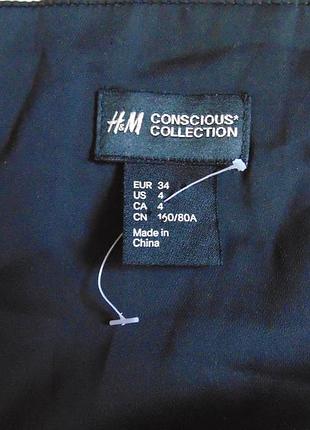 H&M CONSCIOUS*
COLLECTION
EUR 34
US 4
CA 4
CN 160/80A
Made in
China